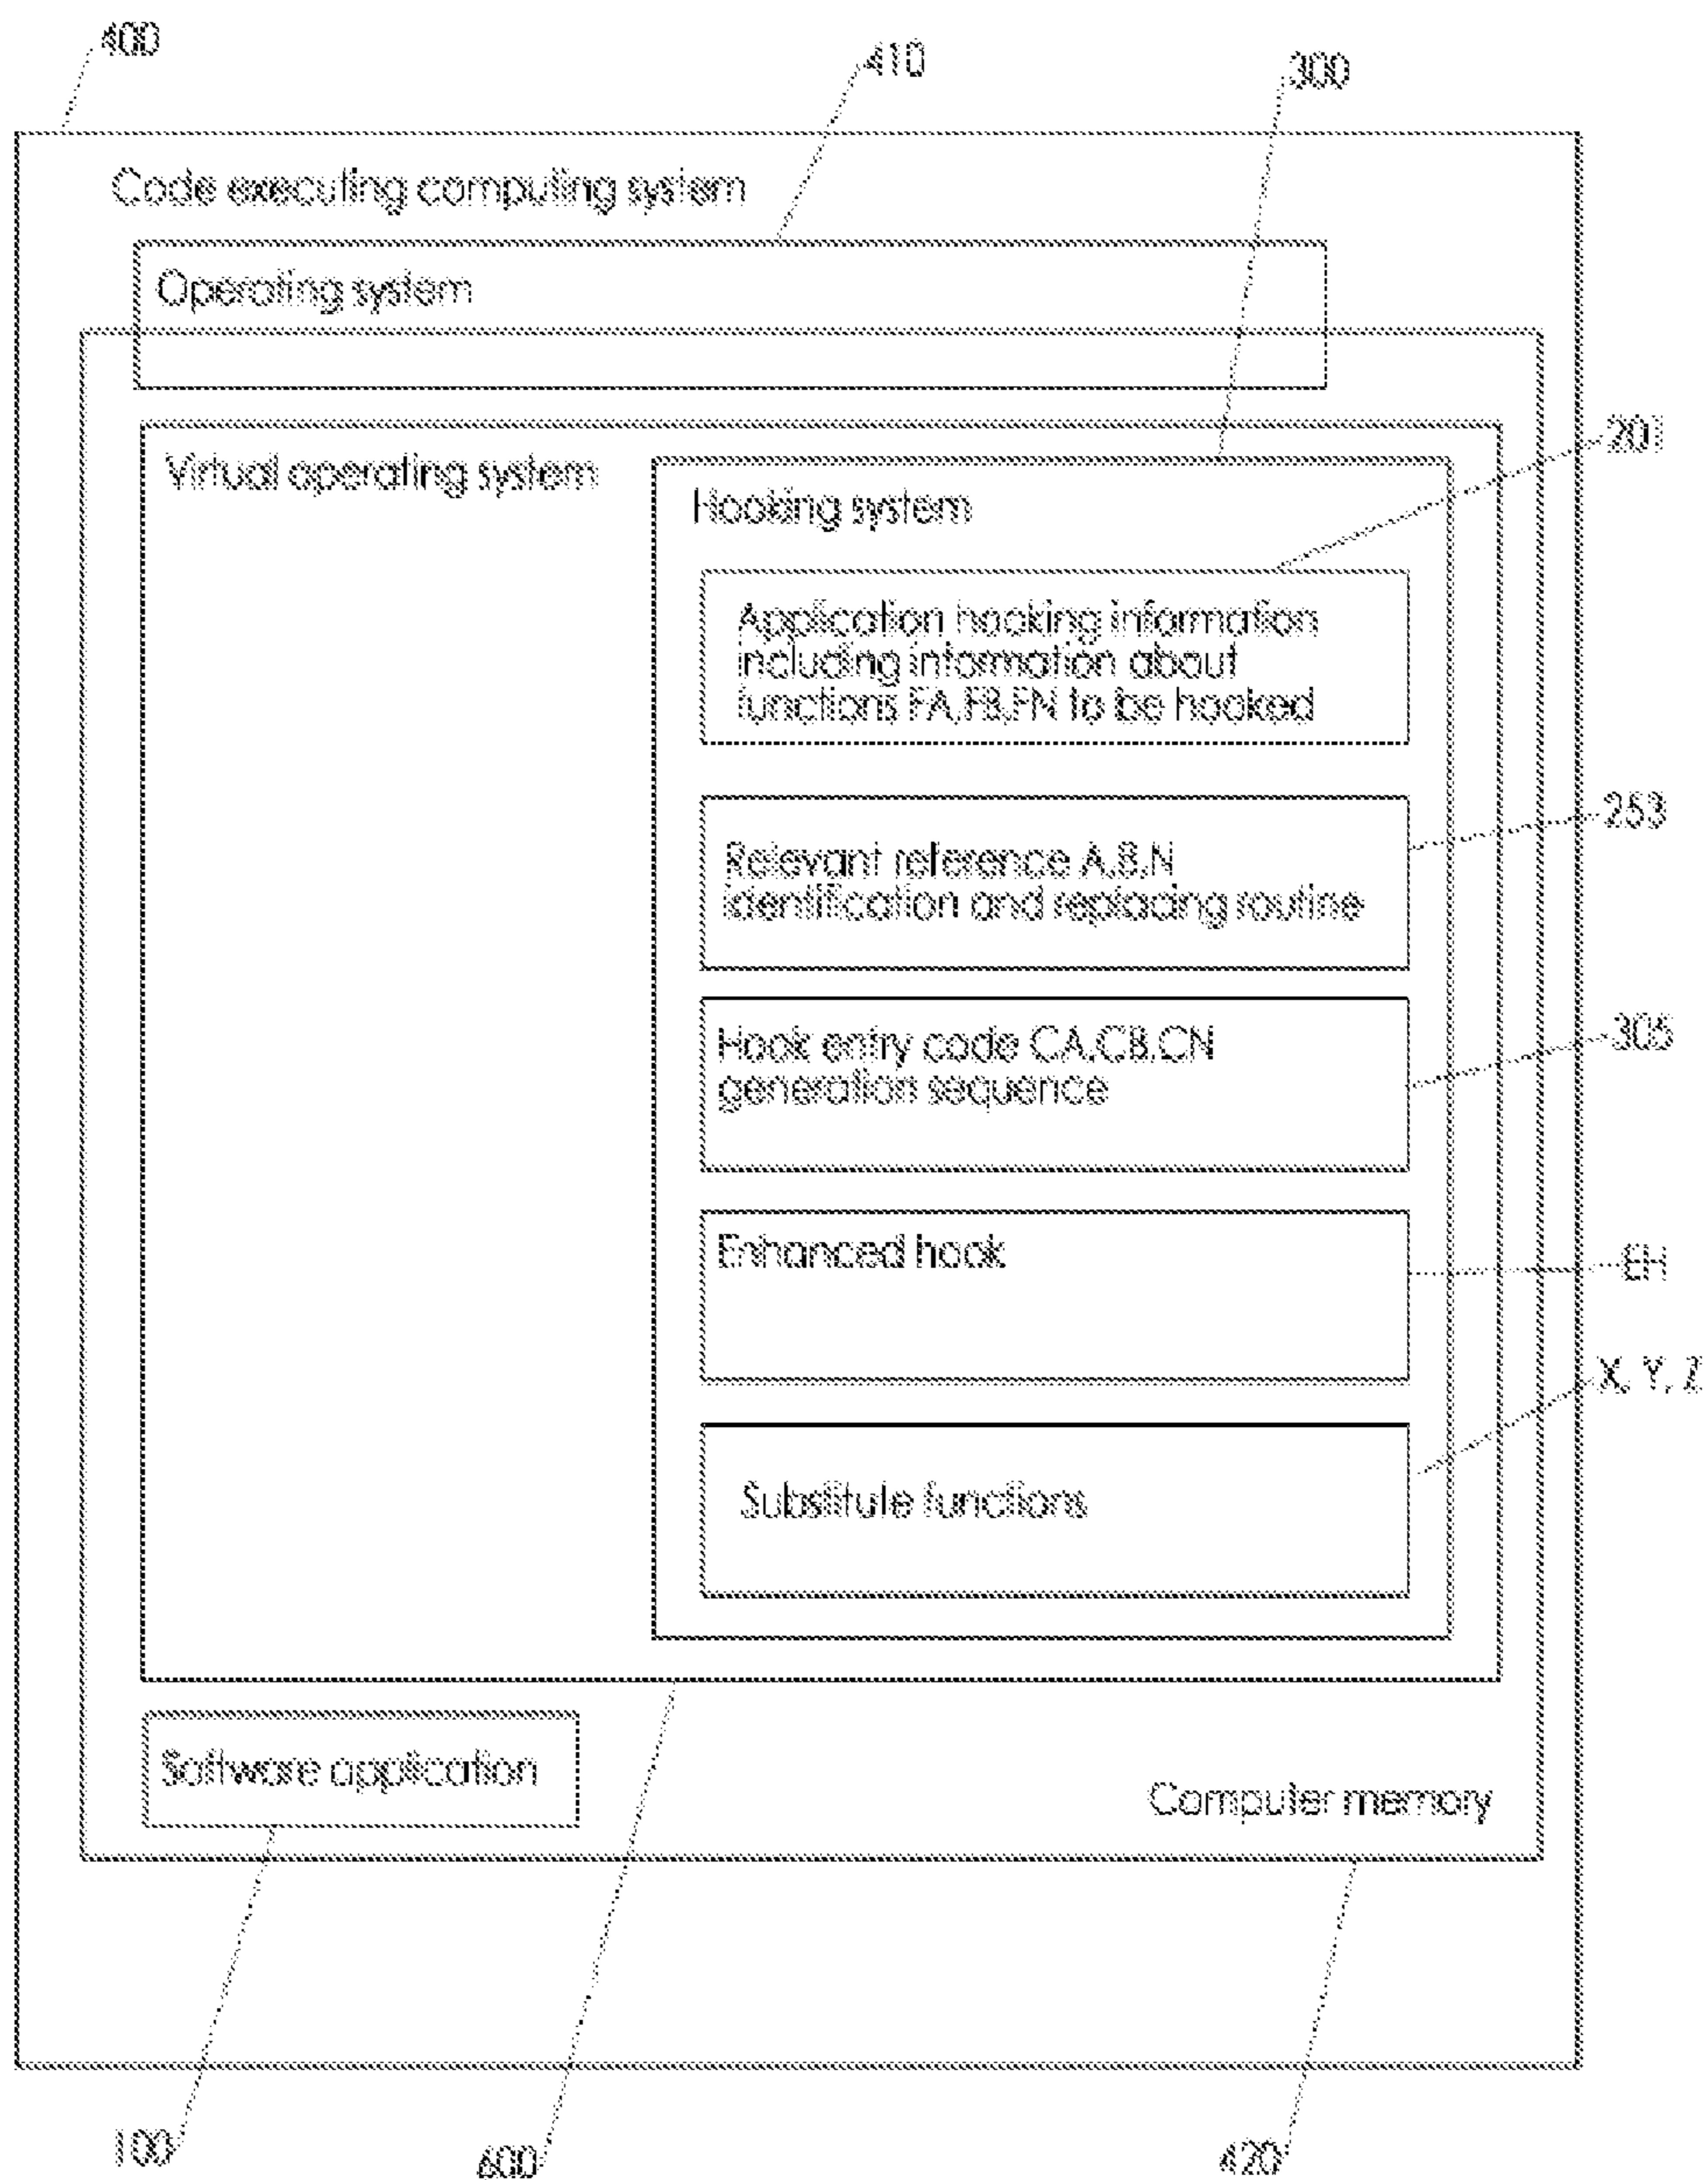 400
410
300
Code executing computing system
Operating system
201
Virtual operating system
Hooking system
Application hooking information
including information about
functions FA,FB,FN to be hooked
253
Relevant reference A,B,N
identification and replacing routine
305
Hook entry code CA,CB,CN
generation sequence
Enhanced hook
EH
X, Y, Z
Substitute functions
Software application
Computer memory
100
600
420